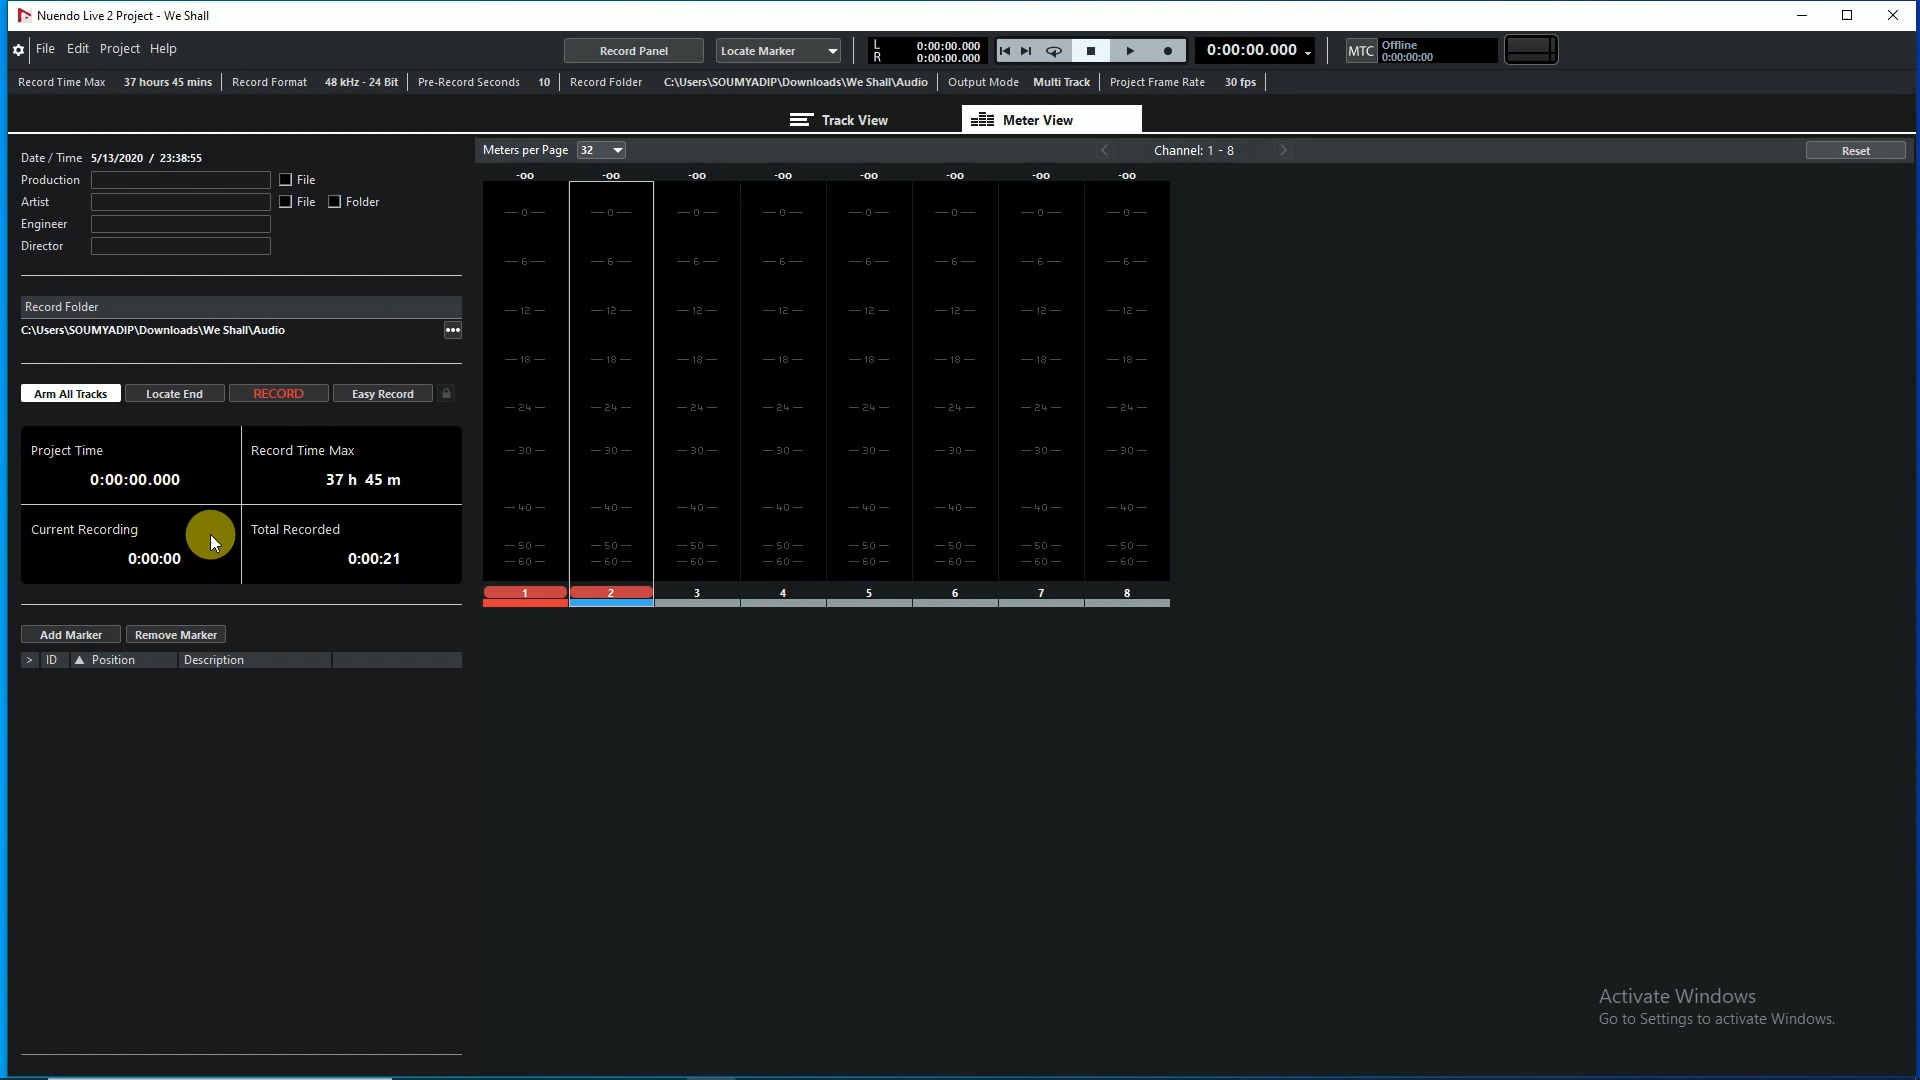 Nuendo Live 2 Project - We Shall
File Edit Project Help
Record Panel Locate Marker
L 0:00:00.000
R 0:00:00.000
0:00:00.000
MTC Offline
0:00:00:00
Record Time Max 37 hours 45 mins Record Format 48 kHz - 24 Bit Pre-Record Seconds 10 Record Folder C:\Users\SOUMYADIP\Downloads\We Shall\Audio Output Mode Multi Track Project Frame Rate 30 fps
Track View Meter View
Meters per Page 32 Channel: 1 - 8 Reset
Date / Time 5/13/2020 / 23:38:55
Production File
Artist File Folder
Engineer
Director
Record Folder
C:\Users\SOUMYADIP\Downloads\We Shall\Audio
Arm All Tracks Locate End RECORD Easy Record
Project Time Record Time Max
0:00:00.000 37 h 45 m
Current Recording Total Recorded
0:00:00 0:00:21
Add Marker Remove Marker
> ID Position Description
-oo -oo -oo -oo -oo -oo -oo -oo
0 0 0 0 0 0 0 0
6 6 6 6 6 6 6 6
12 12 12 12 12 12 12 12
18 18 18 18 18 18 18 18
24 24 24 24 24 24 24 24
30 30 30 30 30 30 30 30
40 40 40 40 40 40 40 40
50 50 50 50 50 50 50 50
60 60 60 60 60 60 60 60
1 2 3 4 5 6 7 8
Activate Windows
Go to Settings to activate Windows.